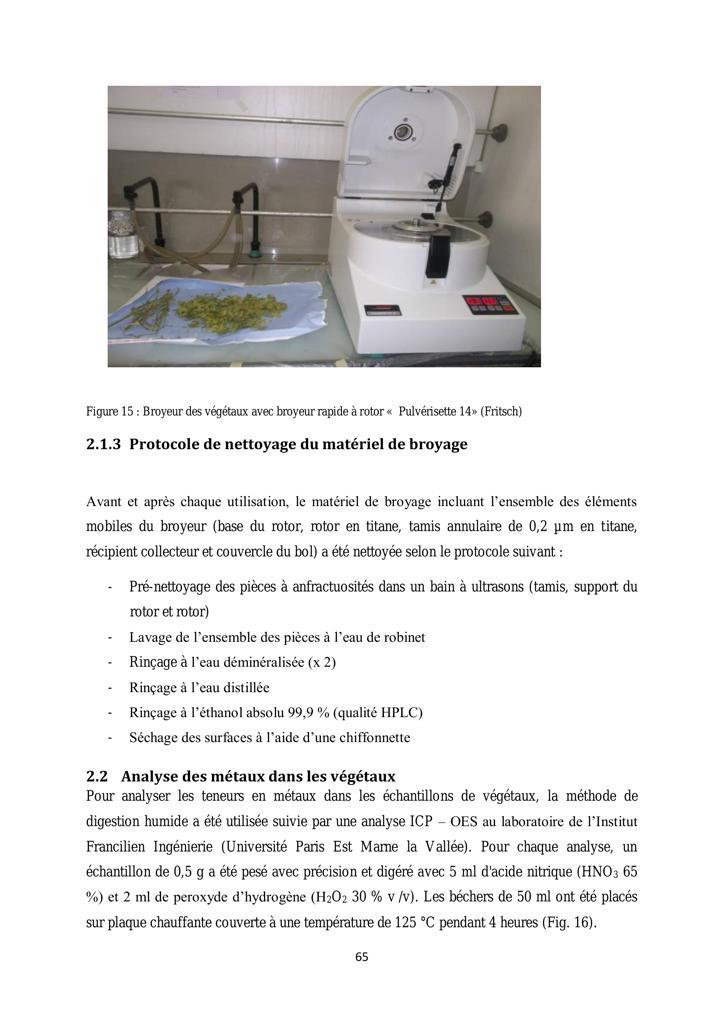 Figure 15 : Broyeur des végétaux avec broyeur rapide à rotor « Pulvérisette 14» (Fritsch)
2.1.3 Protocole de nettoyage du matériel de broyage
Avant et après chaque utilisation, le matériel de broyage incluant l’ensemble des éléments
mobiles du broyeur (base du rotor, rotor en titane, tamis annulaire de 0,2 µm en titane,
récipient collecteur et couvercle du bol) a été nettoyée selon le protocole suivant :
- Pré-nettoyage des pièces à anfractuosités dans un bain à ultrasons (tamis, support du
rotor et rotor)
- Lavage de l’ensemble des pièces à l’eau de robinet
- Rinçage à l’eau déminéralisée (x 2)
- Rinçage à l’eau distillée
- Rinçage à l’éthanol absolu 99,9 % (qualité HPLC)
- Séchage des surfaces à l’aide d’une chiffonnette
2.2 Analyse des métaux dans les végétaux
Pour analyser les teneurs en métaux dans les échantillons de végétaux, la méthode de
digestion humide a été utilisée suivie par une analyse ICP – OES au laboratoire de l’Institut
Francilien Ingénierie (Université Paris Est Marne la Vallée). Pour chaque analyse, un
échantillon de 0,5 g a été pesé avec précision et digéré avec 5 ml d'acide nitrique (HNO3 65
%) et 2 ml de peroxyde d’hydrogène (H2O2 30 % v /v). Les béchers de 50 ml ont été placés
sur plaque chauffante couverte à une température de 125 °C pendant 4 heures (Fig. 16).
65